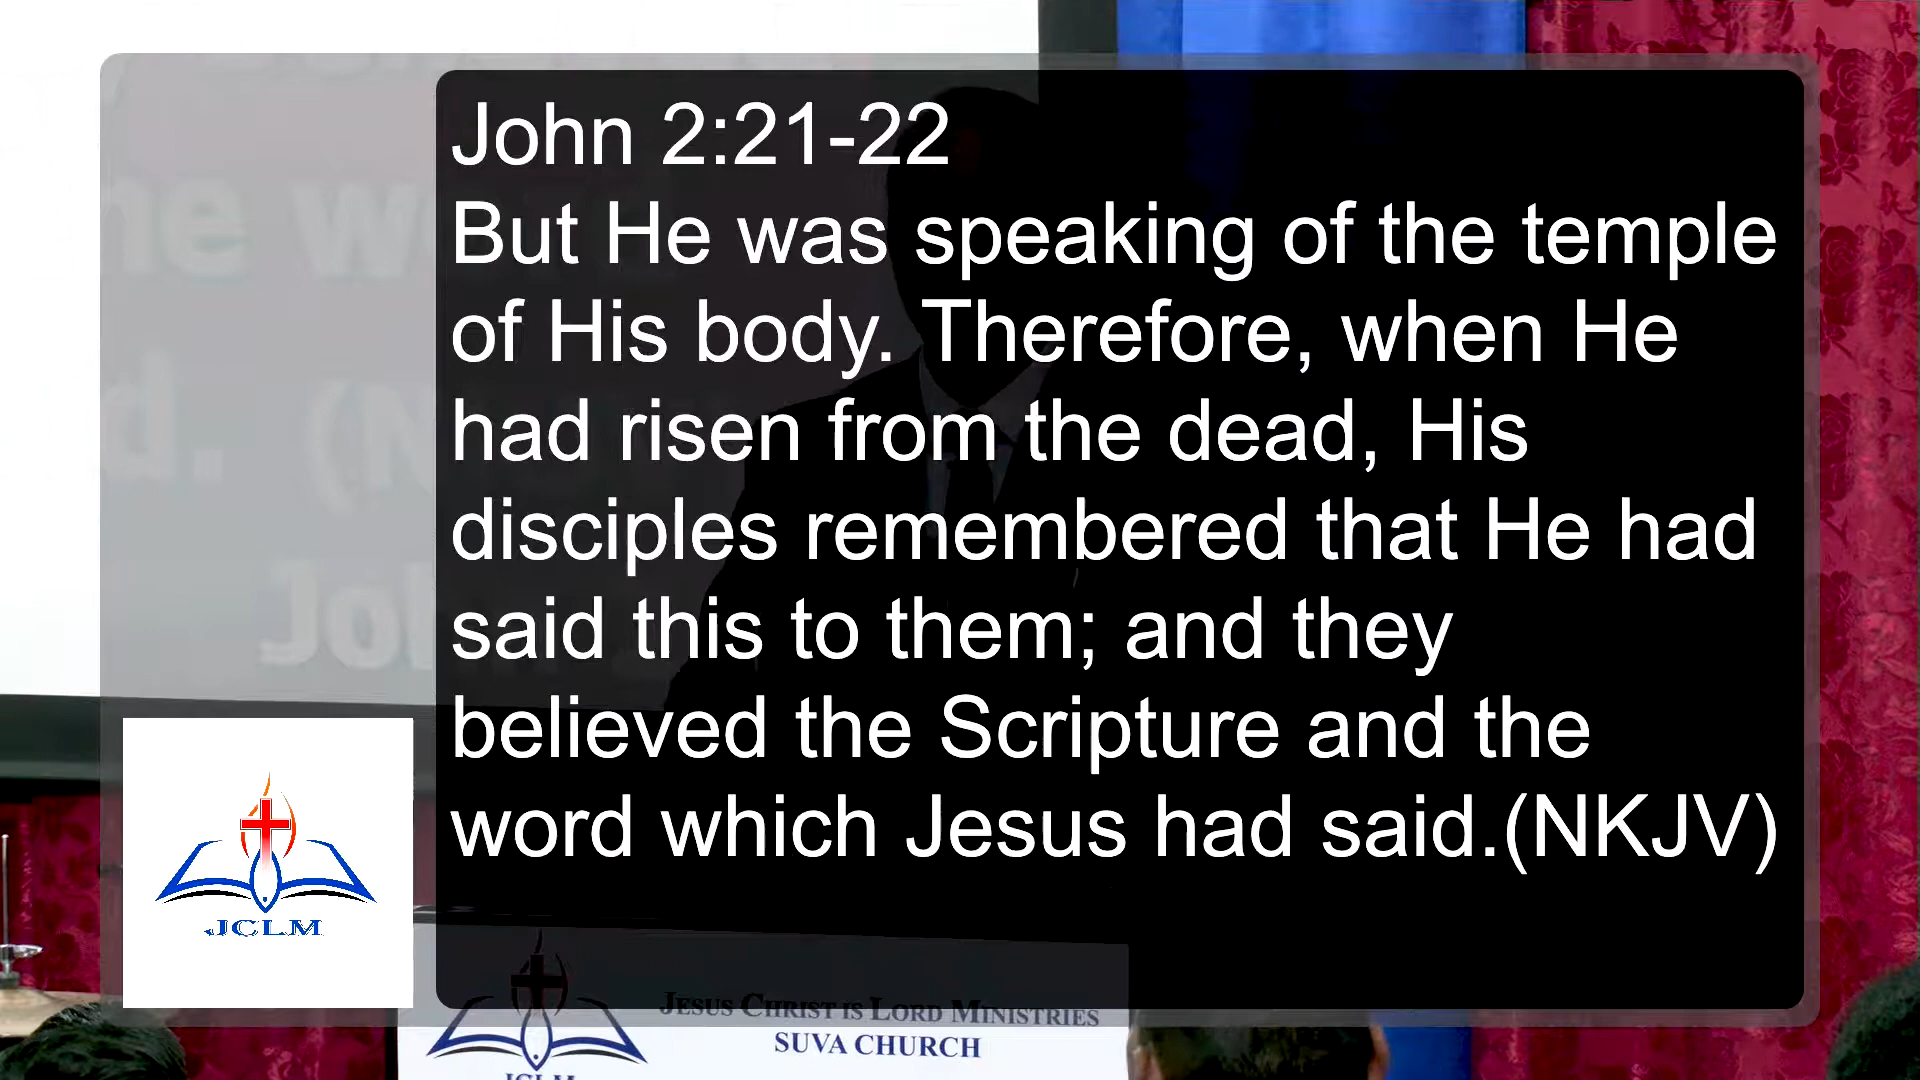 John 2:21-22
But He was speaking of the temple
of His body. Therefore, when He
had risen from the dead, His
disciples remembered that He had
said this to them; and they
believed the Scripture and the
word which Jesus had said.(NKJV)
JCLM
JESUS CHRIST IS LORD MINISTRIES
SUVA CHURCH
JCLM